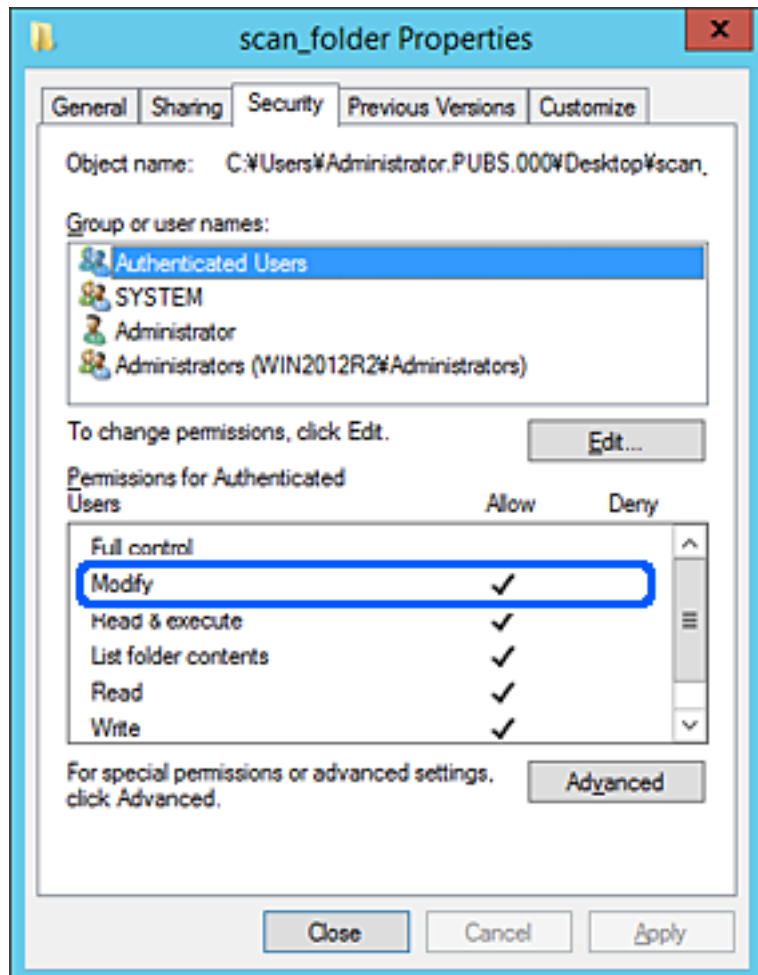 scan_folder Properties
x
General Sharing Security Previous Versions Customize
Object name: C:¥Users¥Administrator.PUBS.000¥Desktop¥scan_
Group or user names:
Authenticated Users
SYSTEM
Administrator
Administrators (WIN2012R2¥Administrators)
To change permissions, click Edit.
Edit...
Permissions for Authenticated
Users Allow Deny
Full control
Modify
Read & execute
List folder contents
Read
Write
For special permissions or advanced settings,
click Advanced.
Advanced
Close Cancel Apply